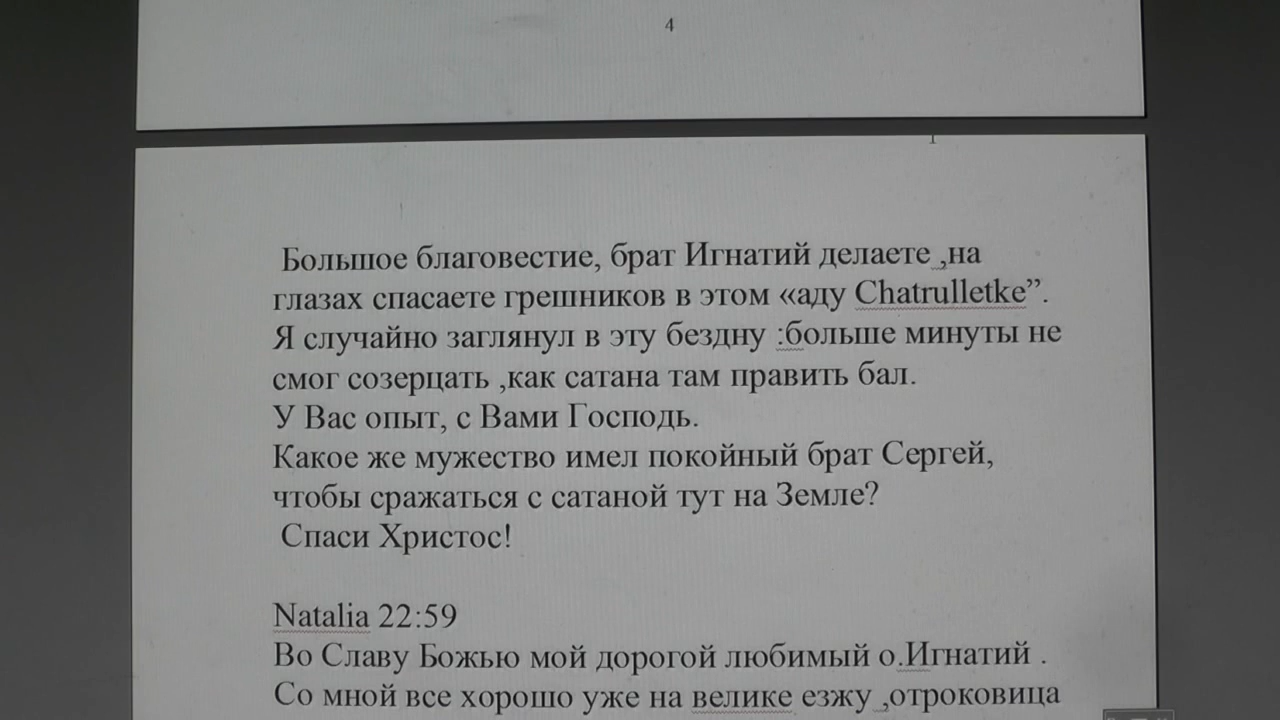 4
1
Большое благовестие, брат Игнатий делаете ,на
глазах спасаете грешников в этом «аду Chatrulletke”.
Я случайно заглянул в эту бездну :больше минуты не
смог созерцать ,как сатана там править бал.
У Вас опыт, с Вами Господь.
Какое же мужество имел покойный брат Сергей,
чтобы сражаться с сатаной тут на Земле?
Спаси Христос!
Natalia 22:59
Во Славу Божью мой дорогой любимый о.Игнатий .
Со мной все хорошо уже на велике езжу ,отроковица